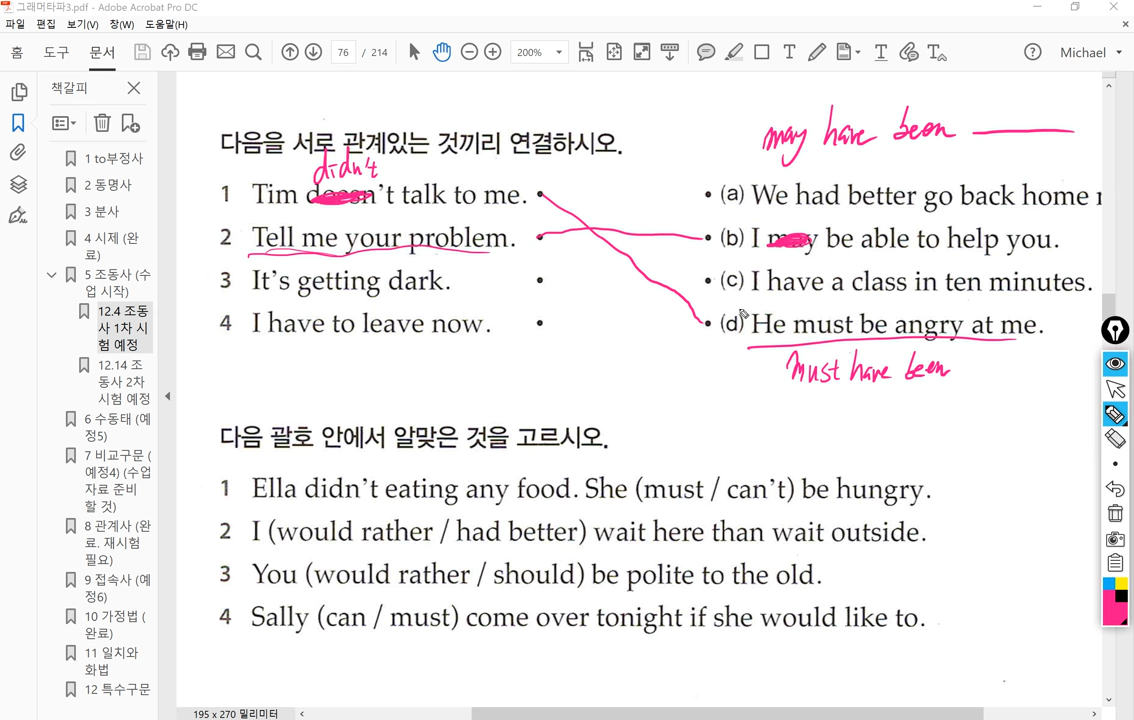 그래머타파3.pdf - Adobe Acrobat Pro DC
파일 편집 보기(V) 창(W) 도움말(H)
홈 도구 문서 76 / 214 200% Michael
책갈피
1 to부정사
2 동명사
3 분사
4 시제 (완
료)
5 조동사 (수
업 시작)
12.4 조동
사 1차 시
험 예정
12.14 조
동사 2차
시험 예정
6 수동태 (예
정5)
7 비교구문 (
예정4) (수업
자료 준비
할 것)
8 관계사 (완
료. 재시험
필요)
9 접속사 (예
정6)
10 가정법 (
완료)
11 일치와
화법
12 특수구문
may have been
다음을 서로 관계있는 것끼리 연결하시오.
didn't
1 Tim doesn't talk to me. • • (a) We had better go back home
2 Tell me your problem. • • (b) I may be able to help you.
3 It's getting dark. • • (c) I have a class in ten minutes.
4 I have to leave now. • • (d) He must be angry at me.
must have been
다음 괄호 안에서 알맞은 것을 고르시오.
1 Ella didn't eating any food. She (must / can't) be hungry.
2 I (would rather / had better) wait here than wait outside.
3 You (would rather / should) be polite to the old.
4 Sally (can / must) come over tonight if she would like to.
195 x 270 밀리미터